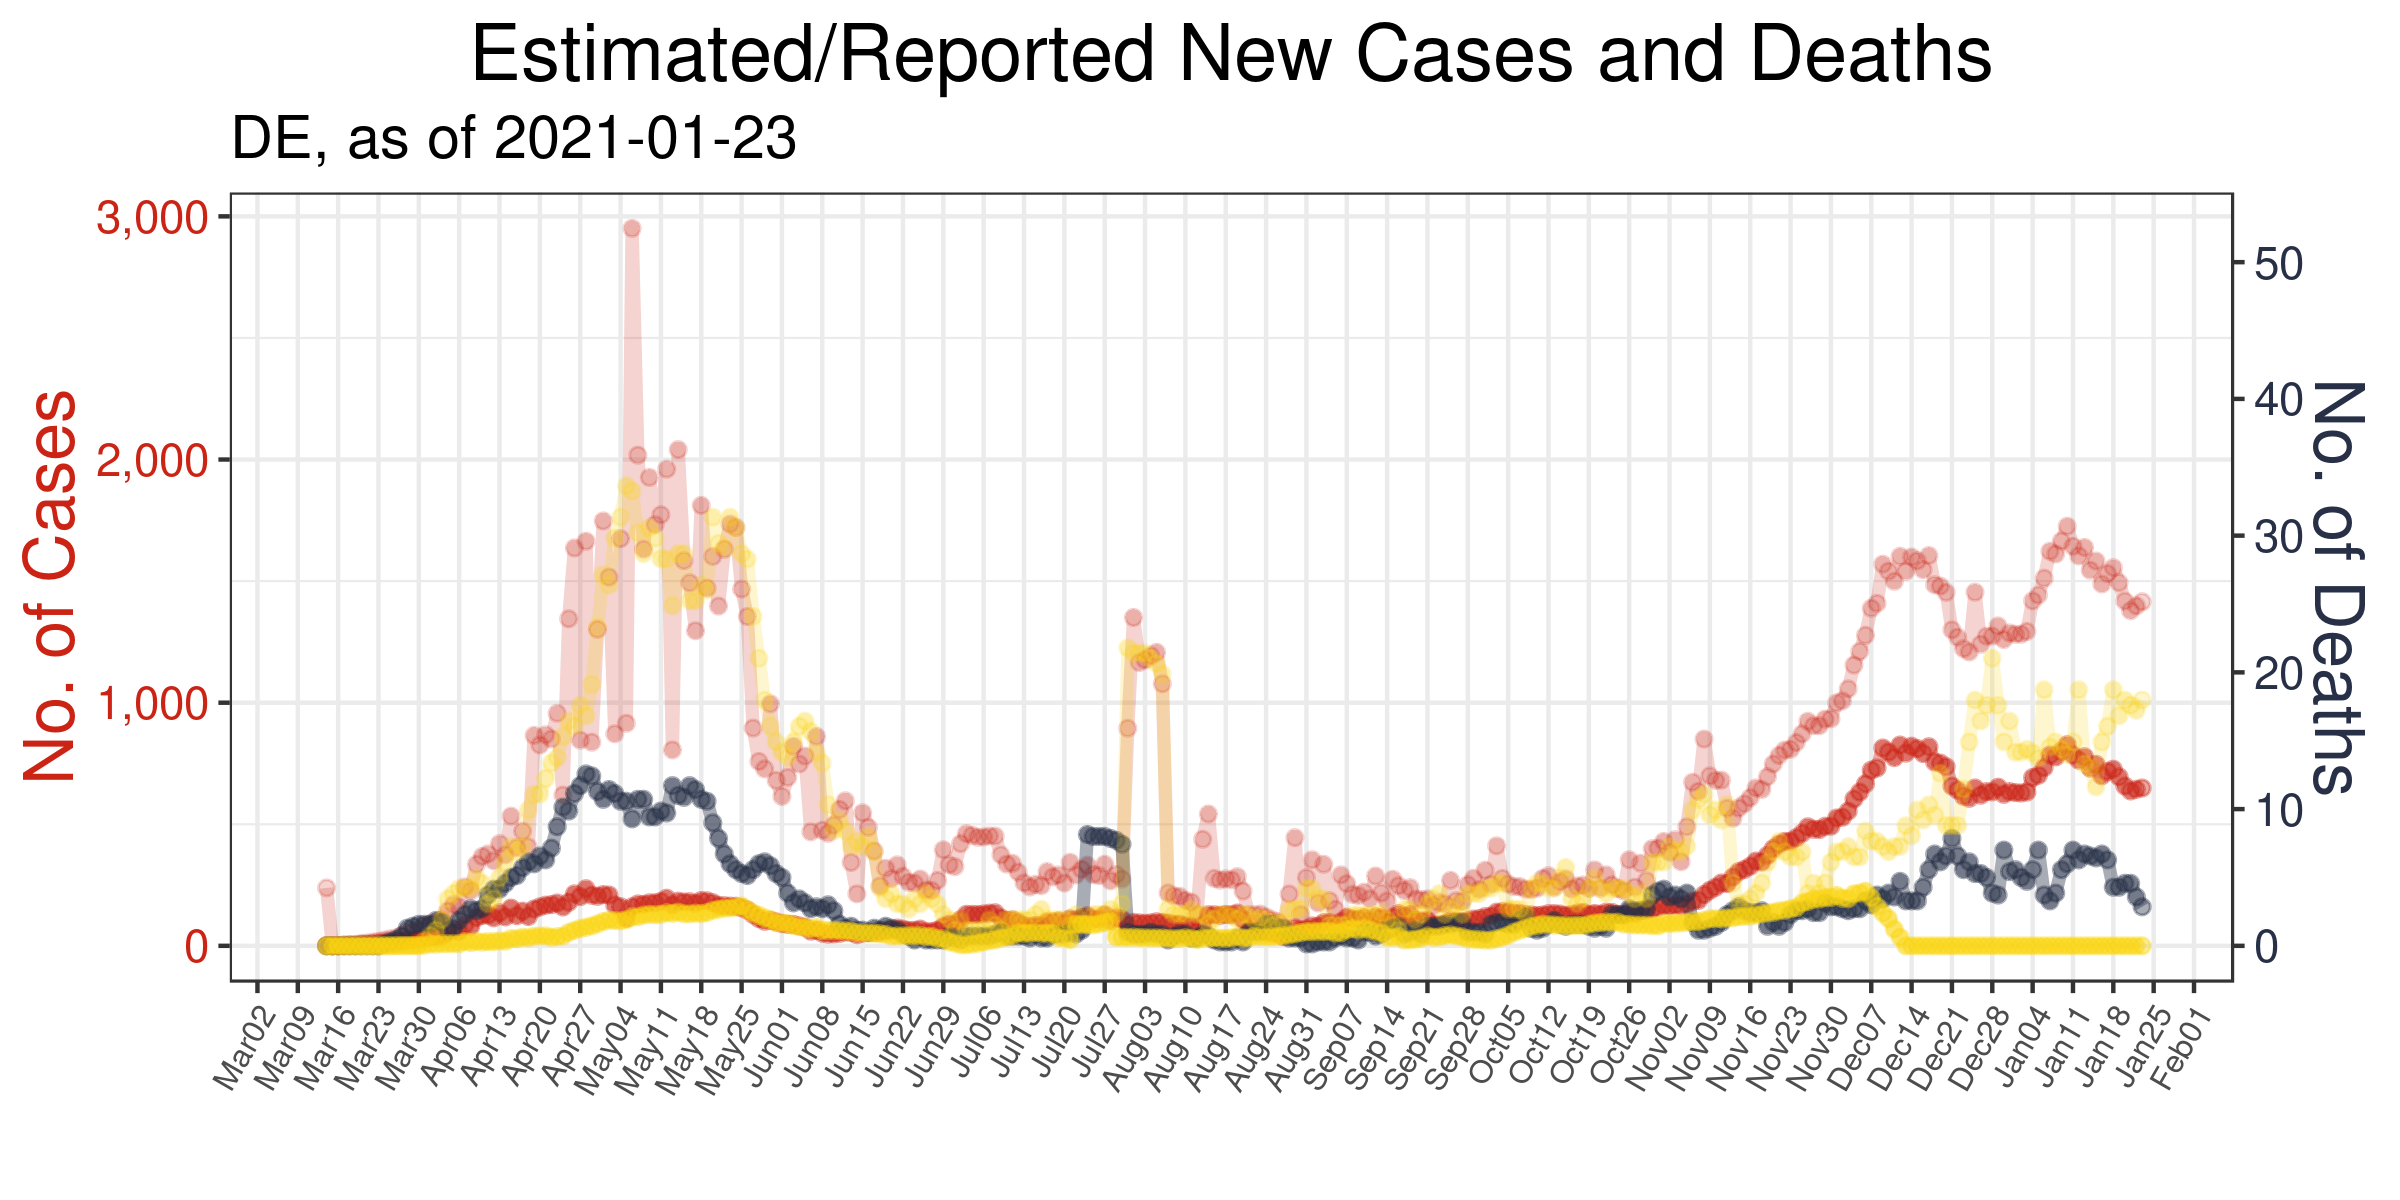 Estimated/Reported New Cases and Deaths
DE, as of 2021-01-23
No. of Cases
3,000
2,000
1,000
0
50
40
30
20
10
0
No. of Deaths
Mar02
Mar09
Mar16
Mar23
Mar30
Apr06
Apr13
Apr20
Apr27
May04
May11
May18
May25
Jun01
Jun08
Jun15
Jun22
Jun29
Jul06
Jul13
Jul20
Jul27
Aug03
Aug10
Aug17
Aug24
Aug31
Sep07
Sep14
Sep21
Sep28
Oct05
Oct12
Oct19
Oct26
Nov02
Nov09
Nov16
Nov23
Nov30
Dec07
Dec14
Dec21
Dec28
Jan04
Jan11
Jan18
Jan25
Feb01